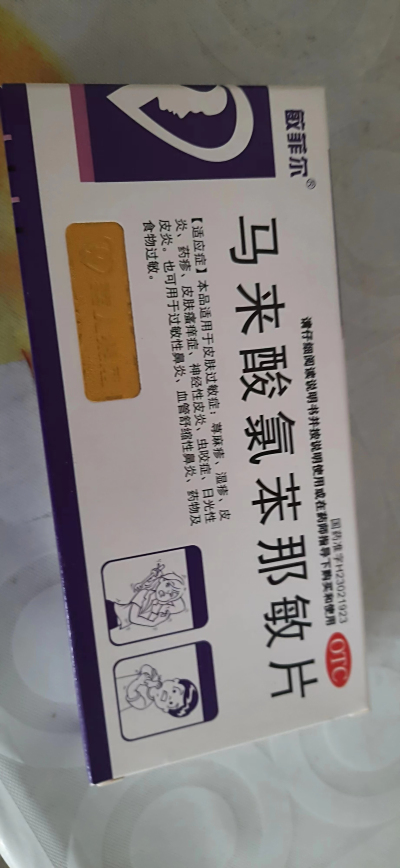 敏菲尔®
国药准字H23021923
请仔细阅读说明书并按说明使用或在药师指导下购买和使用
OTC
马来酸氯苯那敏片
【适应症】本品适用于皮肤过敏症：荨麻疹、湿疹、皮
炎、药疹、皮肤瘙痒症、神经性皮炎、虫咬症、日光性
皮炎。也可用于过敏性鼻炎、血管舒缩性鼻炎、药物及
食物过敏。